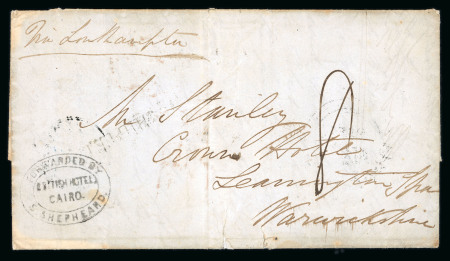 Via Southampton
Mr Stanley
Crown Hotel
Leamington Spa
Warwickshire
FORWARDED BY
BRITISH HOTEL
CAIRO
S. SHEPHEARD